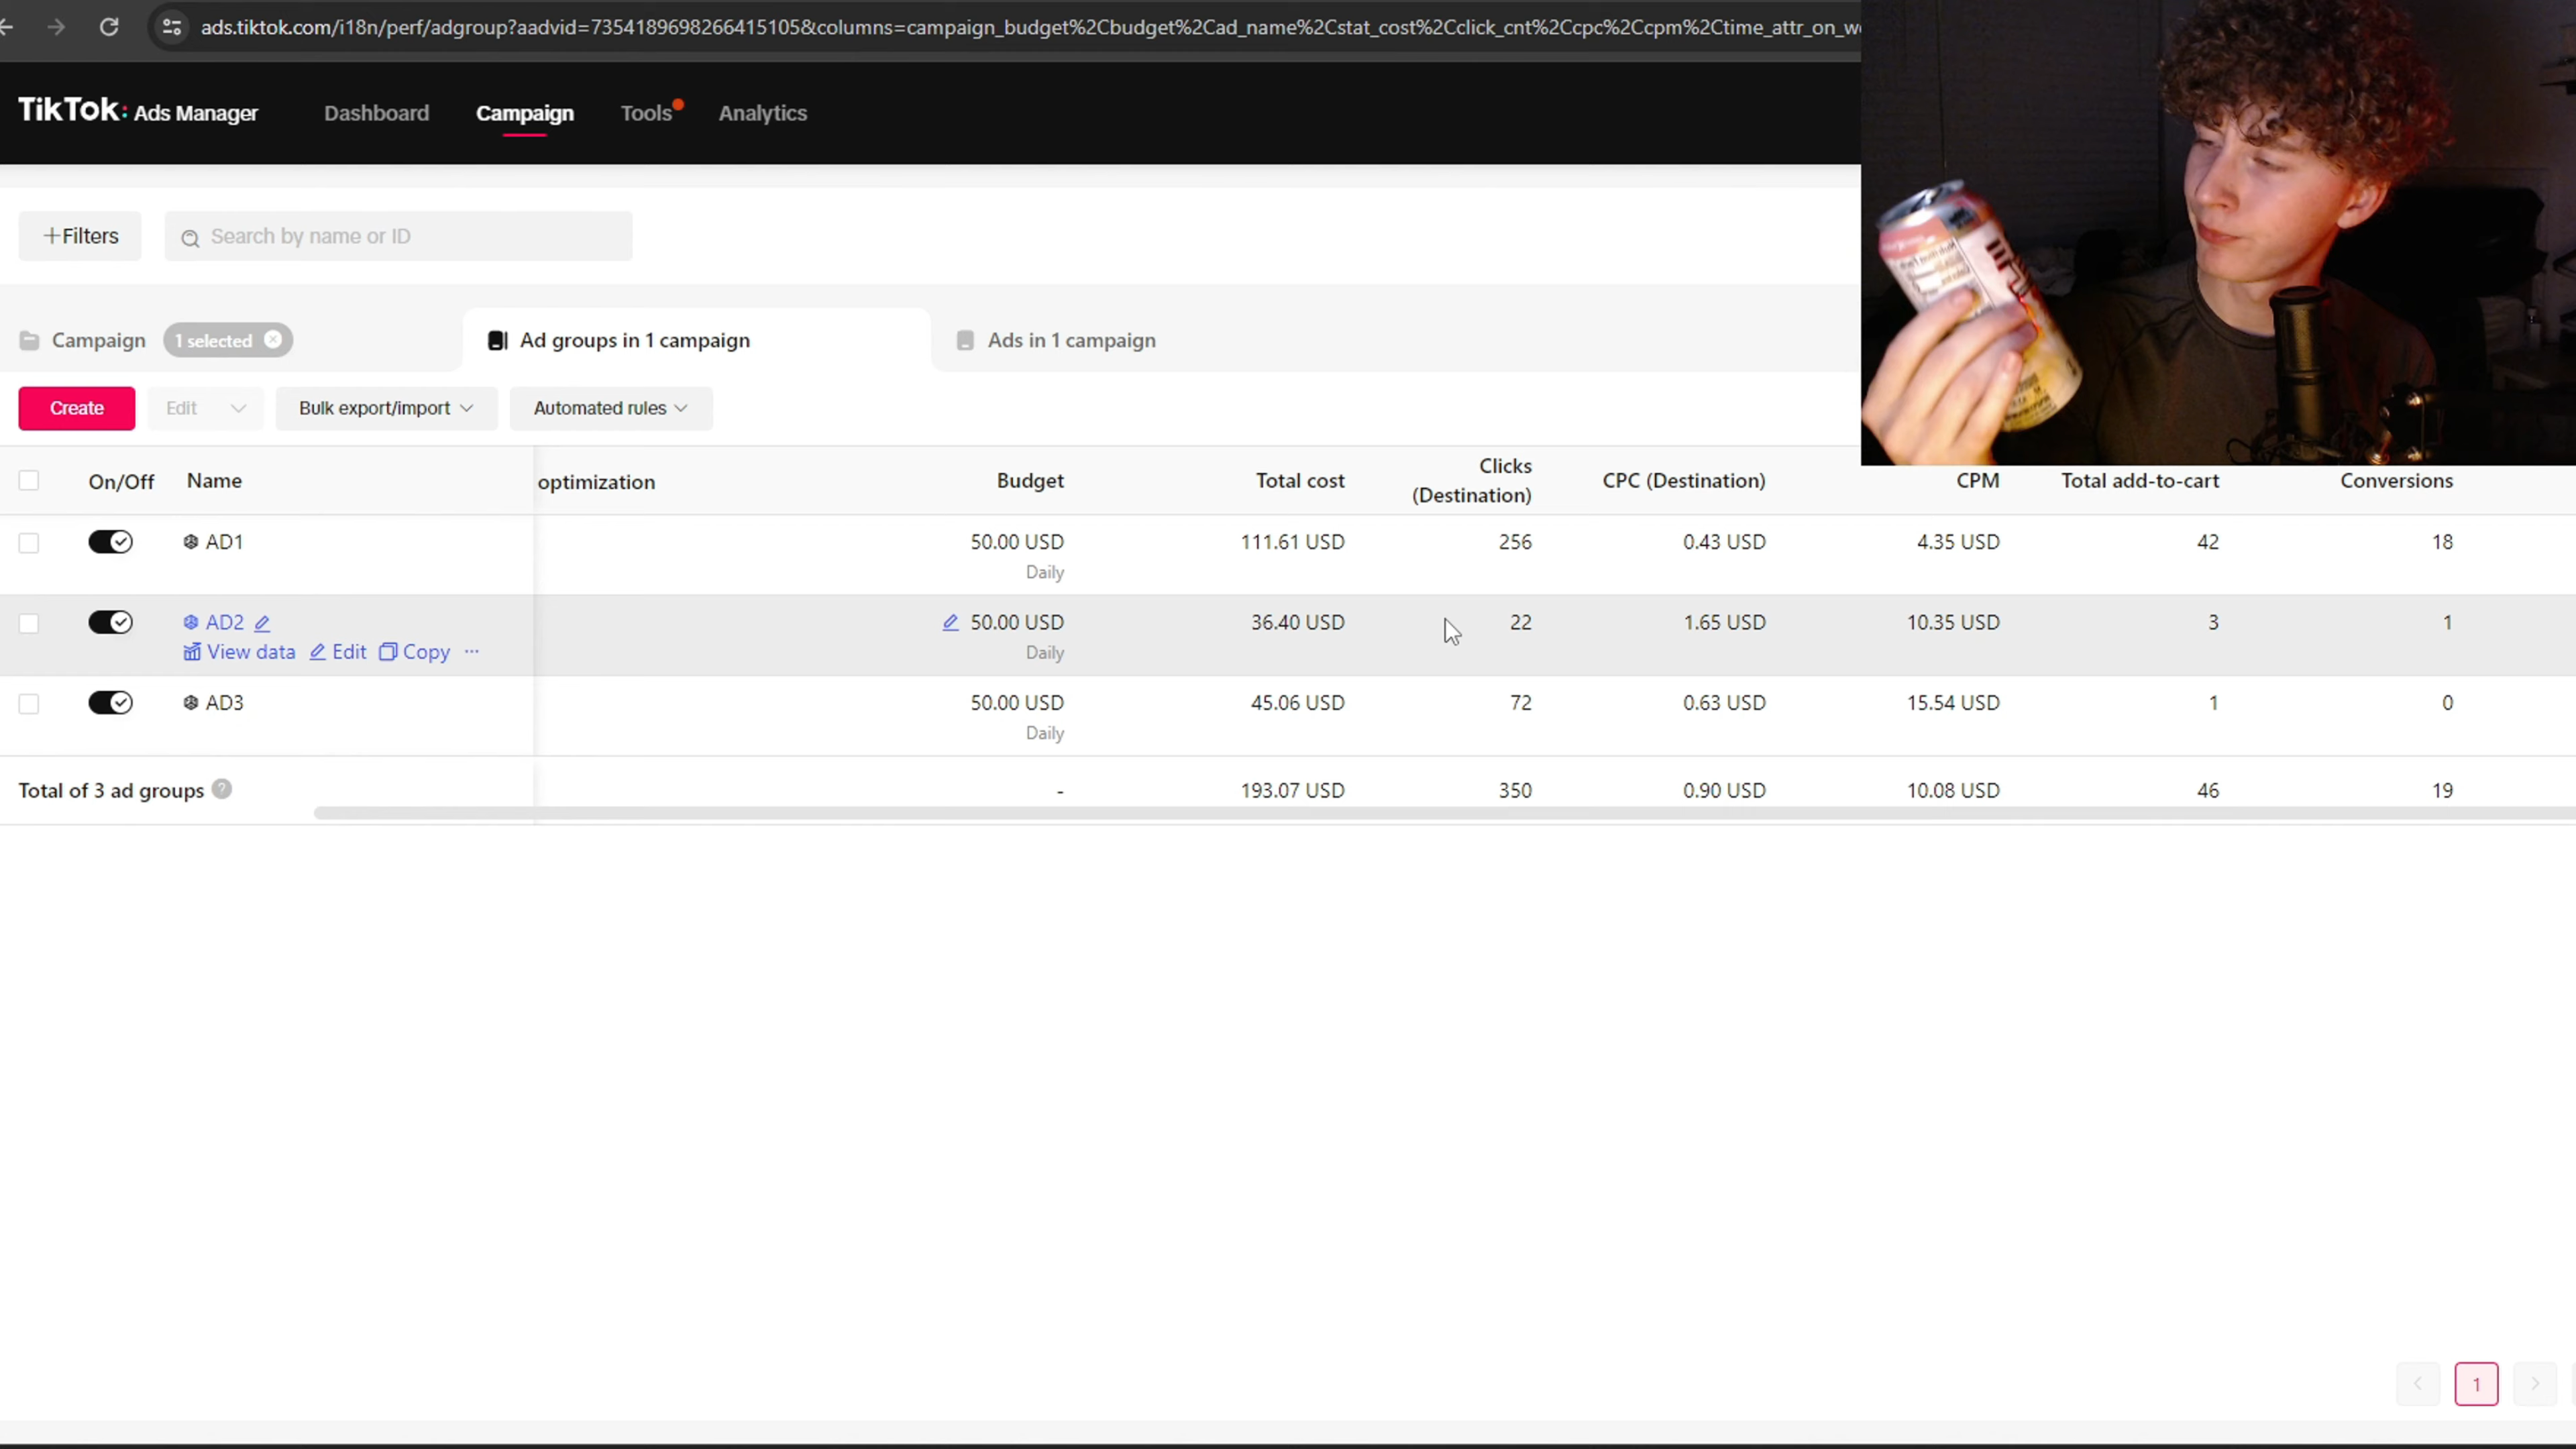 ads.tiktok.com/i18n/perf/adgroup?aadvid=7354189698266415105&columns=campaign_budget%2Cbudget%2Cad_name%2Cstat_cost%2Cclick_cnt%2Ccpc%2Ccpm%2Ctime_attr_on_w
TikTok: Ads Manager Dashboard Campaign Tools Analytics
+Filters Search by name or ID
Campaign 1 selected Ad groups in 1 campaign Ads in 1 campaign
Create Edit Bulk export/import Automated rules
On/Off Name optimization Budget Total cost Clicks (Destination) CPC (Destination) CPM Total add-to-cart Conversions
AD1 50.00 USD 111.61 USD 256 0.43 USD 4.35 USD 42 18
Daily
AD2 50.00 USD 36.40 USD 22 1.65 USD 10.35 USD 3 1
View data Edit Copy ... Daily
AD3 50.00 USD 45.06 USD 72 0.63 USD 15.54 USD 1 0
Daily
Total of 3 ad groups ? - 193.07 USD 350 0.90 USD 10.08 USD 46 19
1